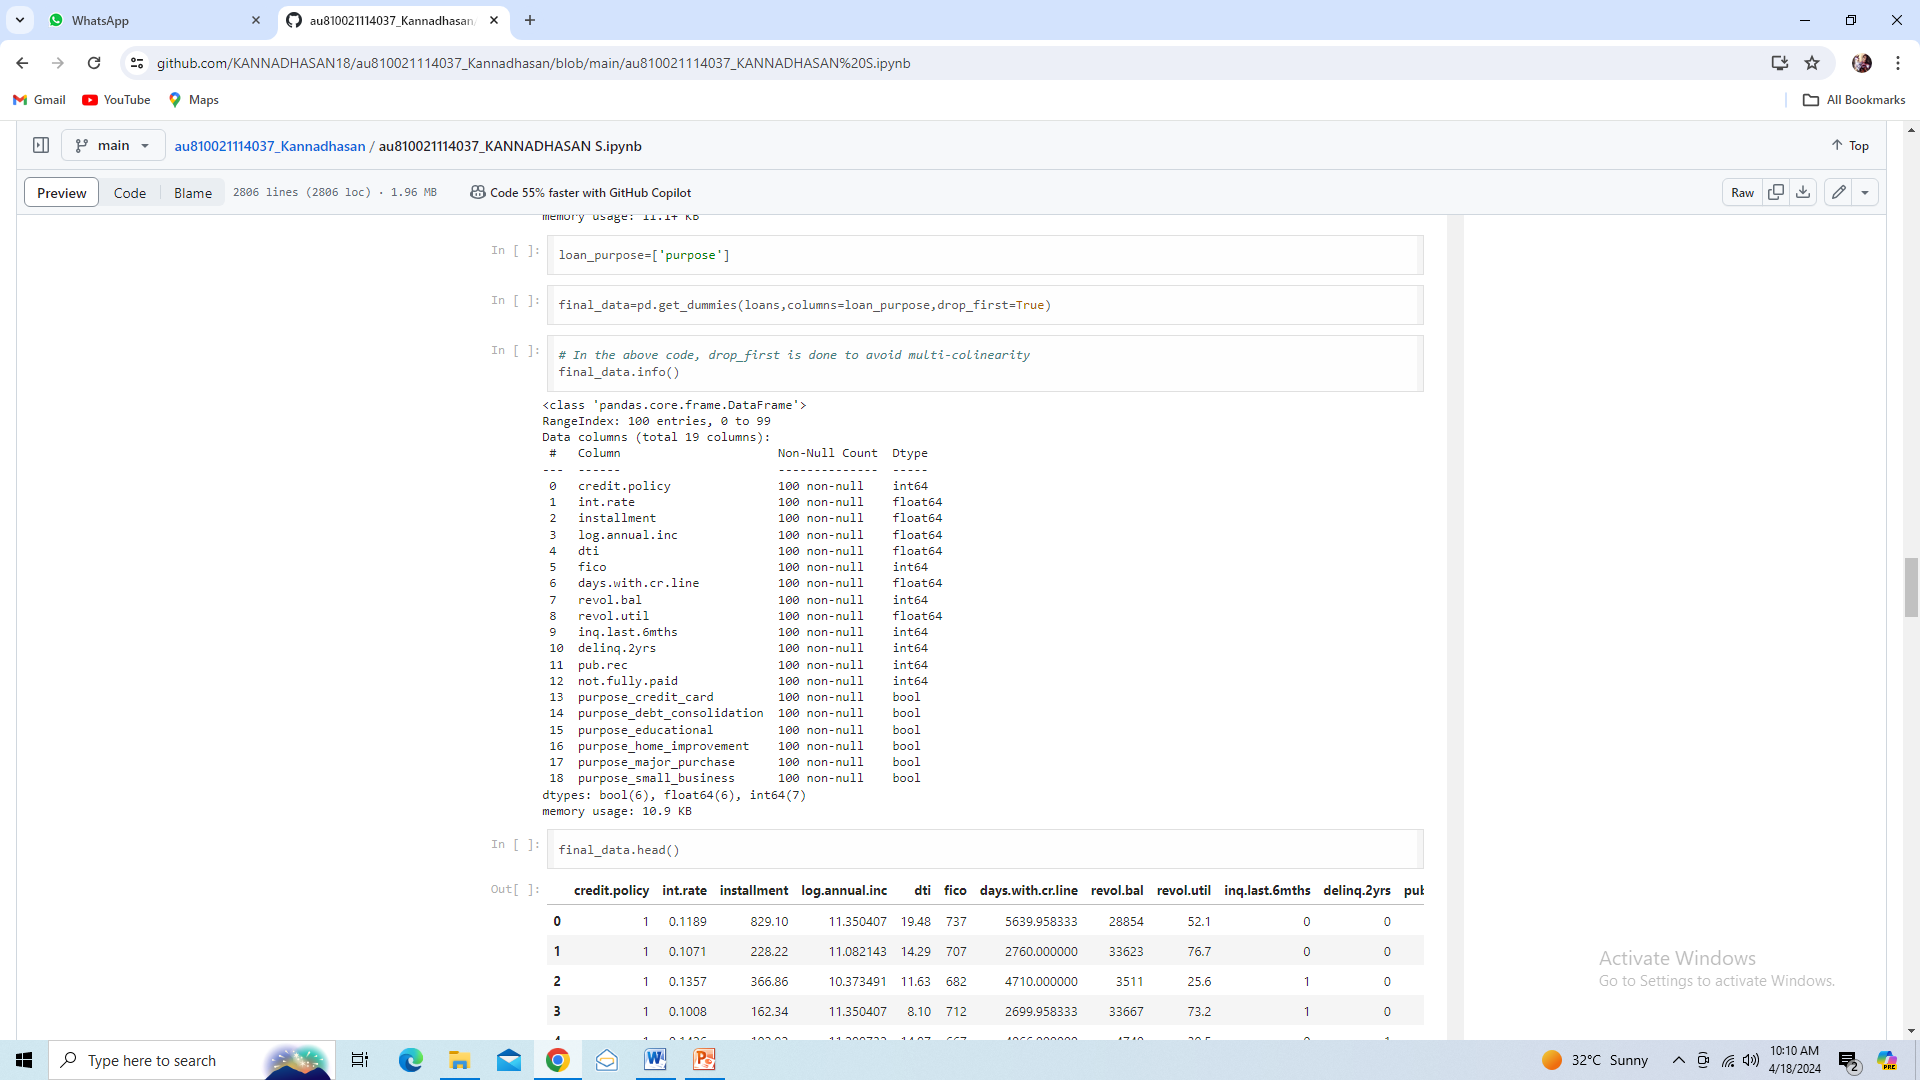 WhatsApp
au810021114037_Kannadhasan
github.com/KANNADHASAN18/au810021114037_Kannadhasan/blob/main/au810021114037_KANNADHASAN%20S.ipynb
Gmail YouTube Maps All Bookmarks
main au810021114037_Kannadhasan / au810021114037_KANNADHASAN S.ipynb Top
Preview Code Blame 2806 lines (2806 loc) · 1.96 MB Code 55% faster with GitHub Copilot Raw
memory usage: 11.1+ KB
In [ ]: loan_purpose=['purpose']
In [ ]: final_data=pd.get_dummies(loans,columns=loan_purpose,drop_first=True)
In [ ]: # In the above code, drop_first is done to avoid multi-colinearity
final_data.info()
<class 'pandas.core.frame.DataFrame'>
RangeIndex: 100 entries, 0 to 99
Data columns (total 19 columns):
# Column Non-Null Count Dtype
--- ------ -------------- -----
0 credit.policy 100 non-null int64
1 int.rate 100 non-null float64
2 installment 100 non-null float64
3 log.annual.inc 100 non-null float64
4 dti 100 non-null float64
5 fico 100 non-null int64
6 days.with.cr.line 100 non-null float64
7 revol.bal 100 non-null int64
8 revol.util 100 non-null float64
9 inq.last.6mths 100 non-null int64
10 delinq.2yrs 100 non-null int64
11 pub.rec 100 non-null int64
12 not.fully.paid 100 non-null int64
13 purpose_credit_card 100 non-null bool
14 purpose_debt_consolidation 100 non-null bool
15 purpose_educational 100 non-null bool
16 purpose_home_improvement 100 non-null bool
17 purpose_major_purchase 100 non-null bool
18 purpose_small_business 100 non-null bool
dtypes: bool(6), float64(6), int64(7)
memory usage: 10.9 KB
In [ ]: final_data.head()
Out[ ]: credit.policy int.rate installment log.annual.inc dti fico days.with.cr.line revol.bal revol.util inq.last.6mths delinq.2yrs pub
0 1 0.1189 829.10 11.350407 19.48 737 5639.958333 28854 52.1 0 0
1 1 0.1071 228.22 11.082143 14.29 707 2760.000000 33623 76.7 0 0
2 1 0.1357 366.86 10.373491 11.63 682 4710.000000 3511 25.6 1 0
3 1 0.1008 162.34 11.350407 8.10 712 2699.958333 33667 73.2 1 0
Activate Windows
Go to Settings to activate Windows.
Type here to search
32°C Sunny
10:10 AM
4/18/2024
2
PRE